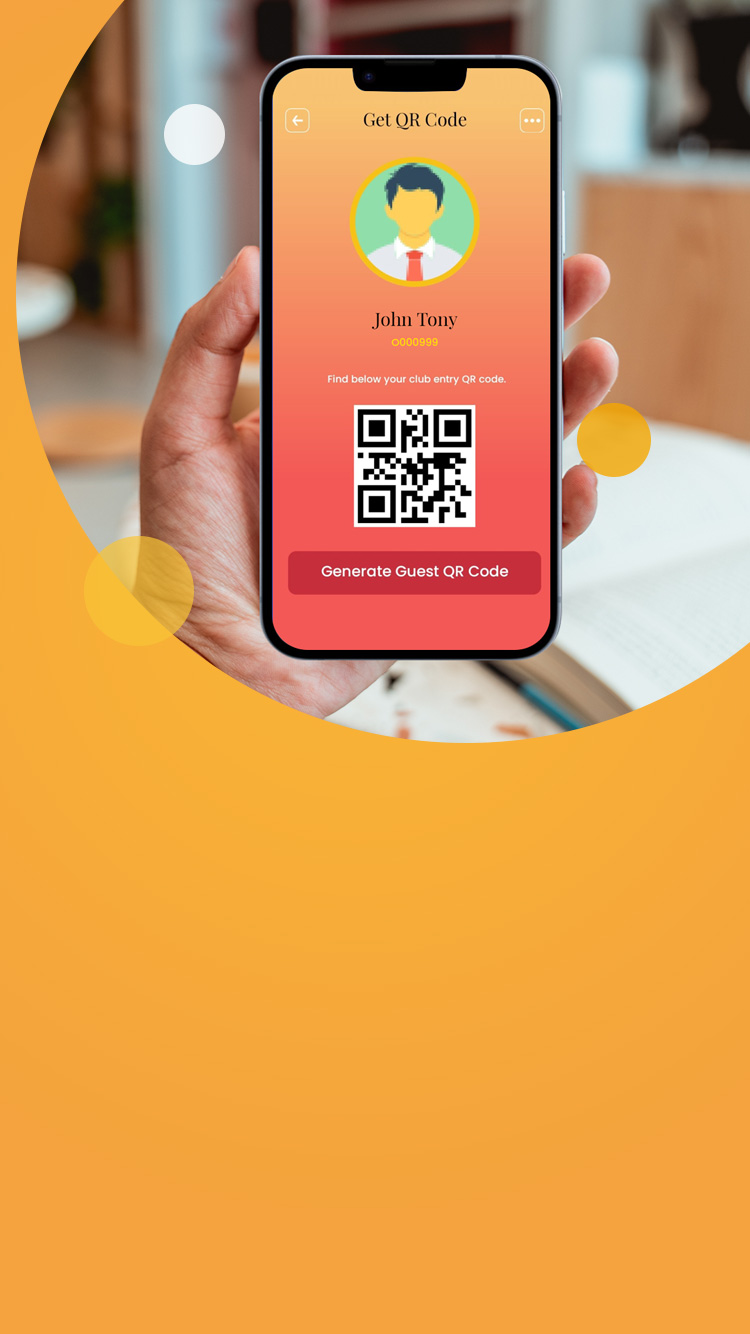 Get QR Code
John Tony
O000999
Find below your club entry QR code.
Generate Guest QR Code